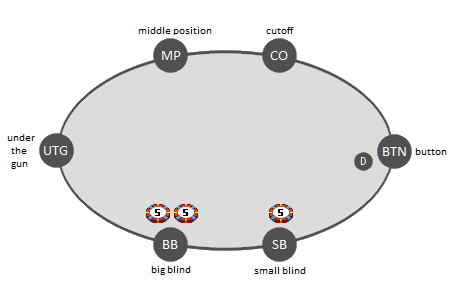 middle position
cutoff
MP
CO
under
the
gun
UTG
BTN
button
D
5
5
5
BB
SB
big blind
small blind